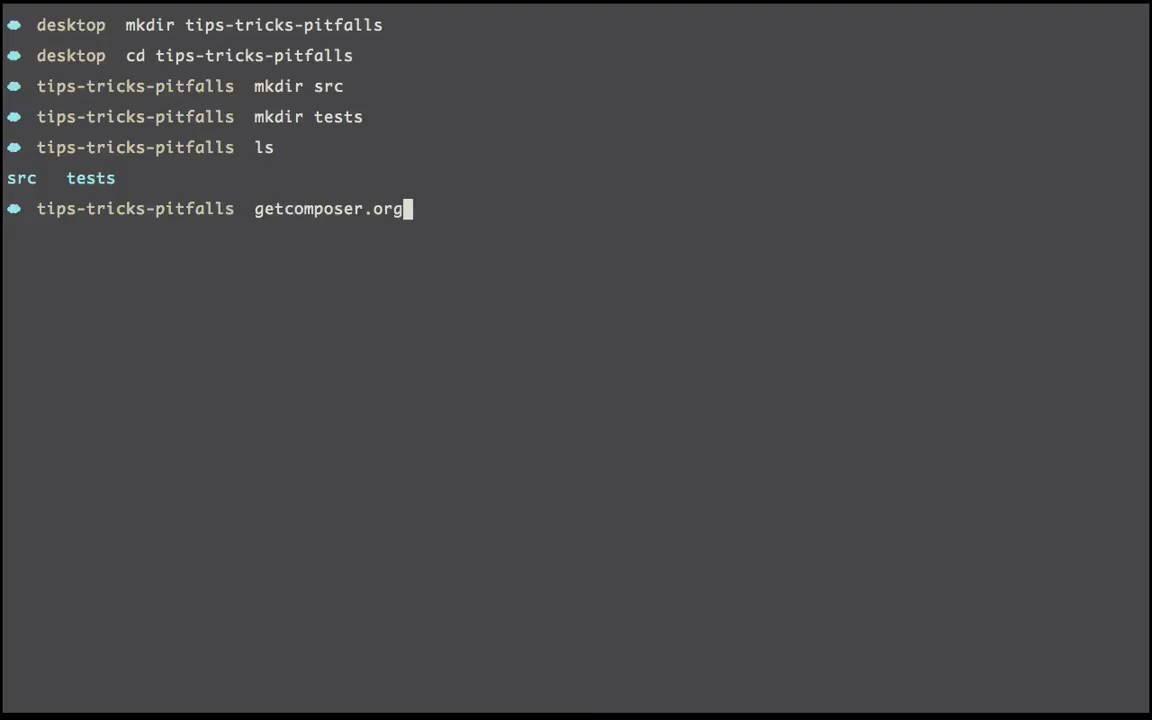 desktop mkdir tips-tricks-pitfalls
desktop cd tips-tricks-pitfalls
tips-tricks-pitfalls mkdir src
tips-tricks-pitfalls mkdir tests
tips-tricks-pitfalls ls
src tests
tips-tricks-pitfalls getcomposer.org